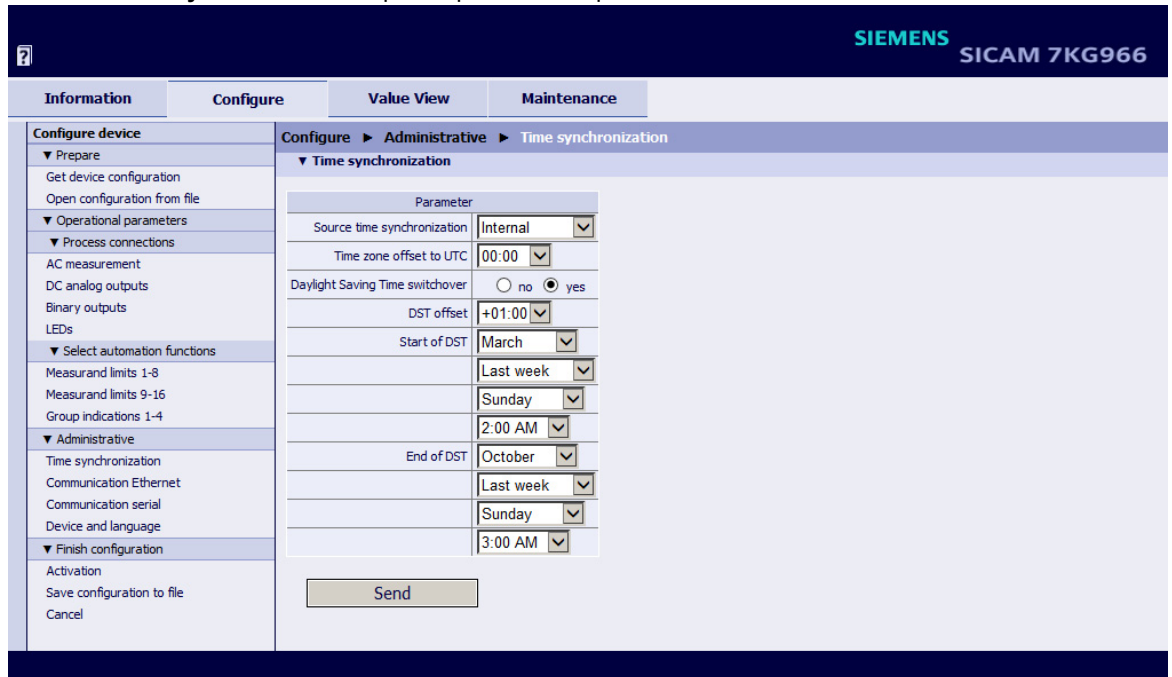 ?
SIEMENS
SICAM 7KG966
Information Configure Value View Maintenance
Configure device
▼ Prepare
Get device configuration
Open configuration from file
▼ Operational parameters
▼ Process connections
AC measurement
DC analog outputs
Binary outputs
LEDs
▼ Select automation functions
Measurand limits 1-8
Measurand limits 9-16
Group indications 1-4
▼ Administrative
Time synchronization
Communication Ethernet
Communication serial
Device and language
▼ Finish configuration
Activation
Save configuration to file
Cancel
Configure ► Administrative ► Time synchronization
▼ Time synchronization
Parameter
Source time synchronization Internal
Time zone offset to UTC 00:00
Daylight Saving Time switchover no yes
DST offset +01:00
Start of DST March
Last week
Sunday
2:00 AM
End of DST October
Last week
Sunday
3:00 AM
Send